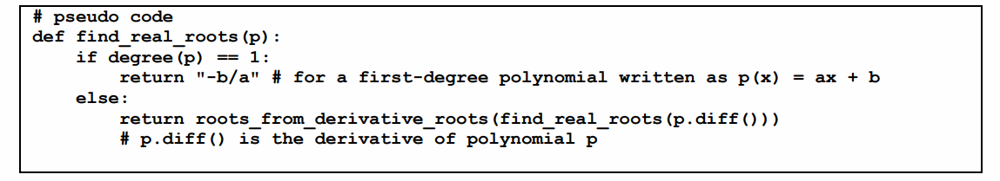 # pseudo code
def find_real_roots(p):
    if degree(p) == 1:
        return "-b/a" # for a first-degree polynomial written as p(x) = ax + b
    else:
        return roots_from_derivative_roots(find_real_roots(p.diff()))
        # p.diff() is the derivative of polynomial p